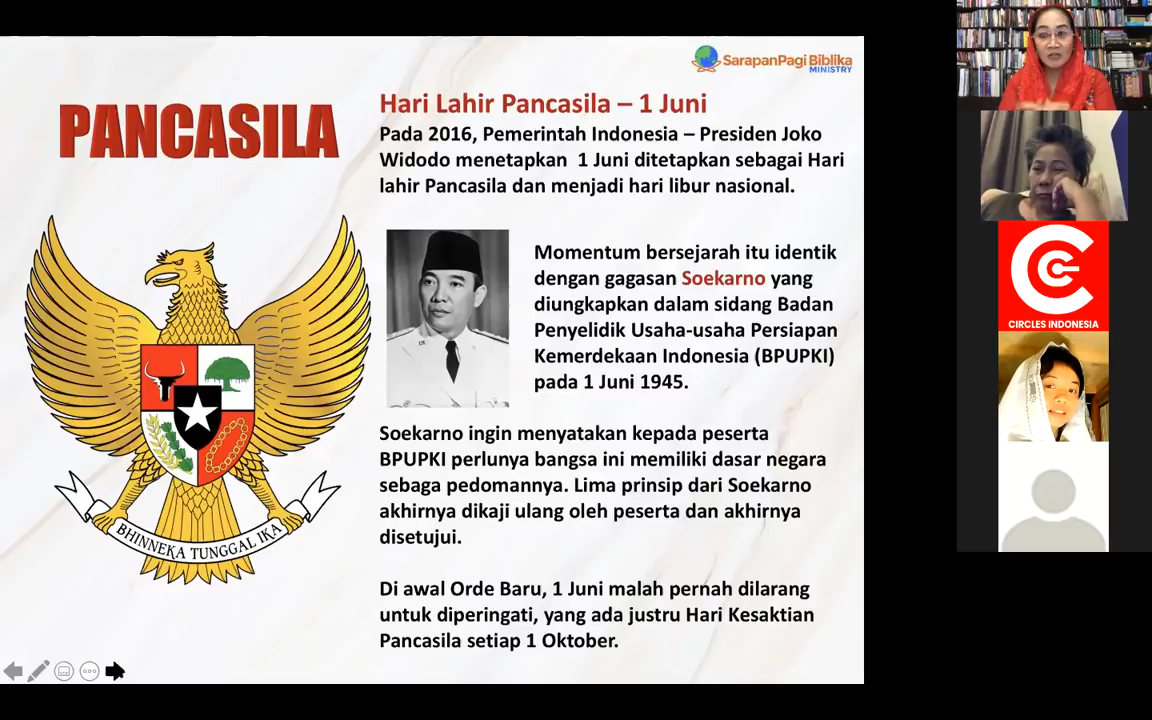 SarapanPagi Biblika
MINISTRY
PANCASILA
Hari Lahir Pancasila – 1 Juni
Pada 2016, Pemerintah Indonesia – Presiden Joko
Widodo menetapkan 1 Juni ditetapkan sebagai Hari
lahir Pancasila dan menjadi hari libur nasional.
Momentum bersejarah itu identik
dengan gagasan Soekarno yang
diungkapkan dalam sidang Badan
Penyelidik Usaha-usaha Persiapan
Kemerdekaan Indonesia (BPUPKI)
pada 1 Juni 1945.
Soekarno ingin menyatakan kepada peserta
BPUPKI perlunya bangsa ini memiliki dasar negara
sebaga pedomannya. Lima prinsip dari Soekarno
akhirnya dikaji ulang oleh peserta dan akhirnya
disetujui.
Di awal Orde Baru, 1 Juni malah pernah dilarang
untuk diperingati, yang ada justru Hari Kesaktian
Pancasila setiap 1 Oktober.
BHINNEKA TUNGGAL IKA
CIRCLES INDONESIA